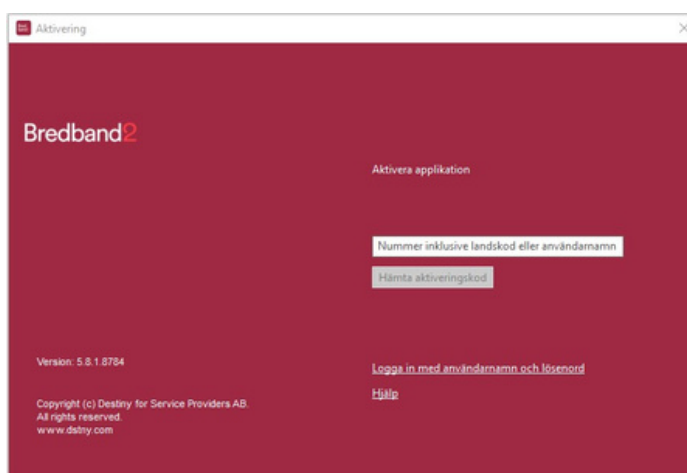 Aktivering
Bredband2
Aktivera applikation
Nummer inklusive landskod eller användarnamn
Hämta aktiveringskod
Version: 5.8.1.8784
Logga in med användarnamn och lösenord
Hjälp
Copyright (c) Destiny for Service Providers AB.
All rights reserved.
www.dstny.com